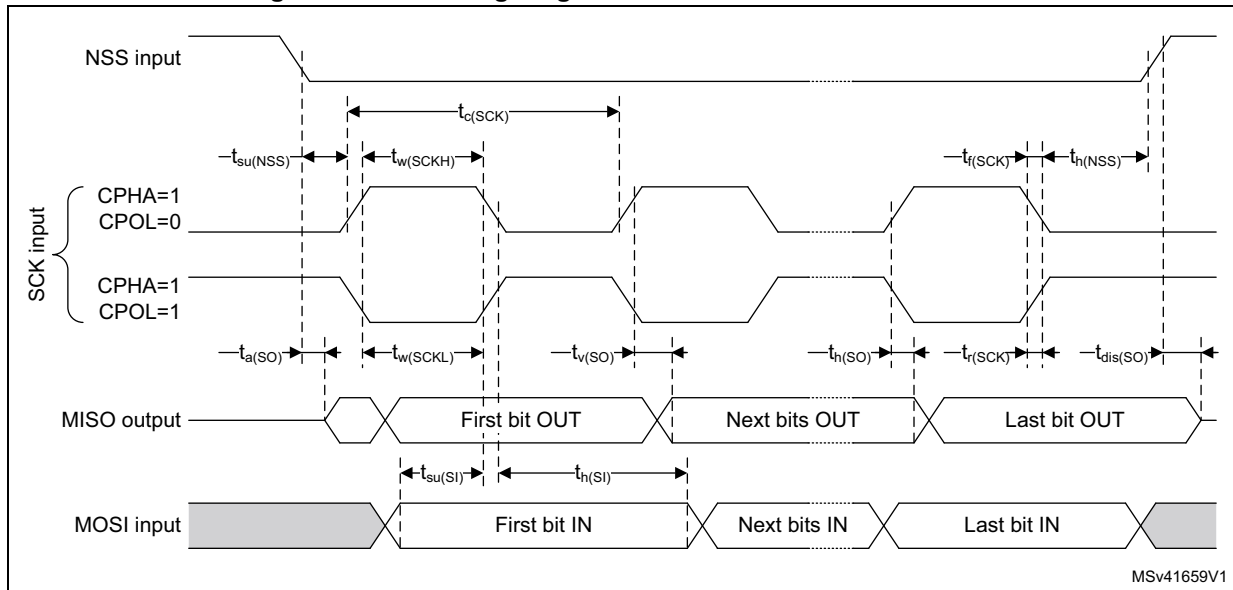 NSS input
tc(SCK)
tsu(NSS)
tw(SCKH)
tf(SCK)
th(NSS)
SCK input
CPHA=1
CPOL=0
CPHA=1
CPOL=1
ta(SO)
tw(SCKL)
tv(SO)
th(SO)
tr(SCK)
tdis(SO)
MISO output
First bit OUT
Next bits OUT
Last bit OUT
tsu(SI)
th(SI)
MOSI input
First bit IN
Next bits IN
Last bit IN
MSv41659V1